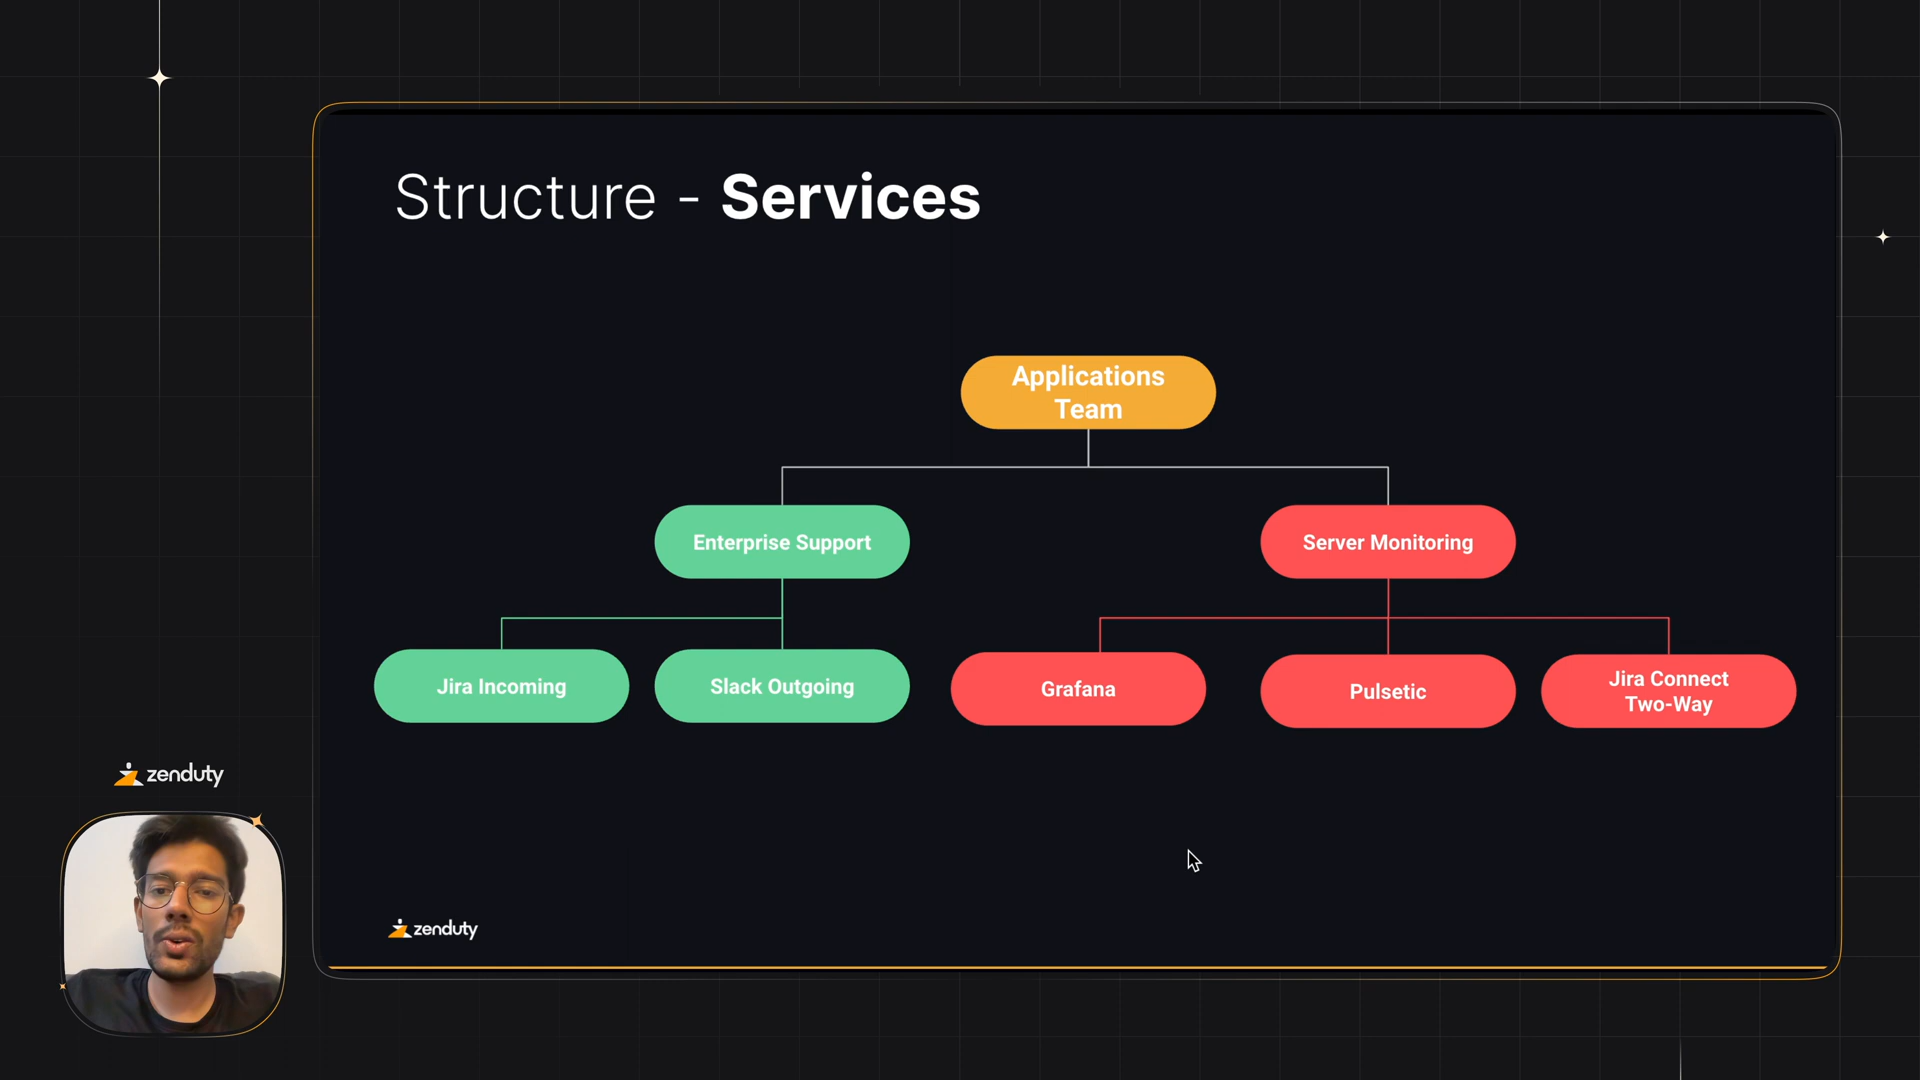 Structure - Services
Applications
Team
Enterprise Support
Server Monitoring
Jira Incoming
Slack Outgoing
Grafana
Pulsetic
Jira Connect
Two-Way
zenduty
zenduty